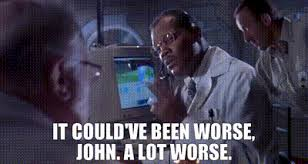 IT COULD'VE BEEN WORSE,
JOHN. A LOT WORSE.